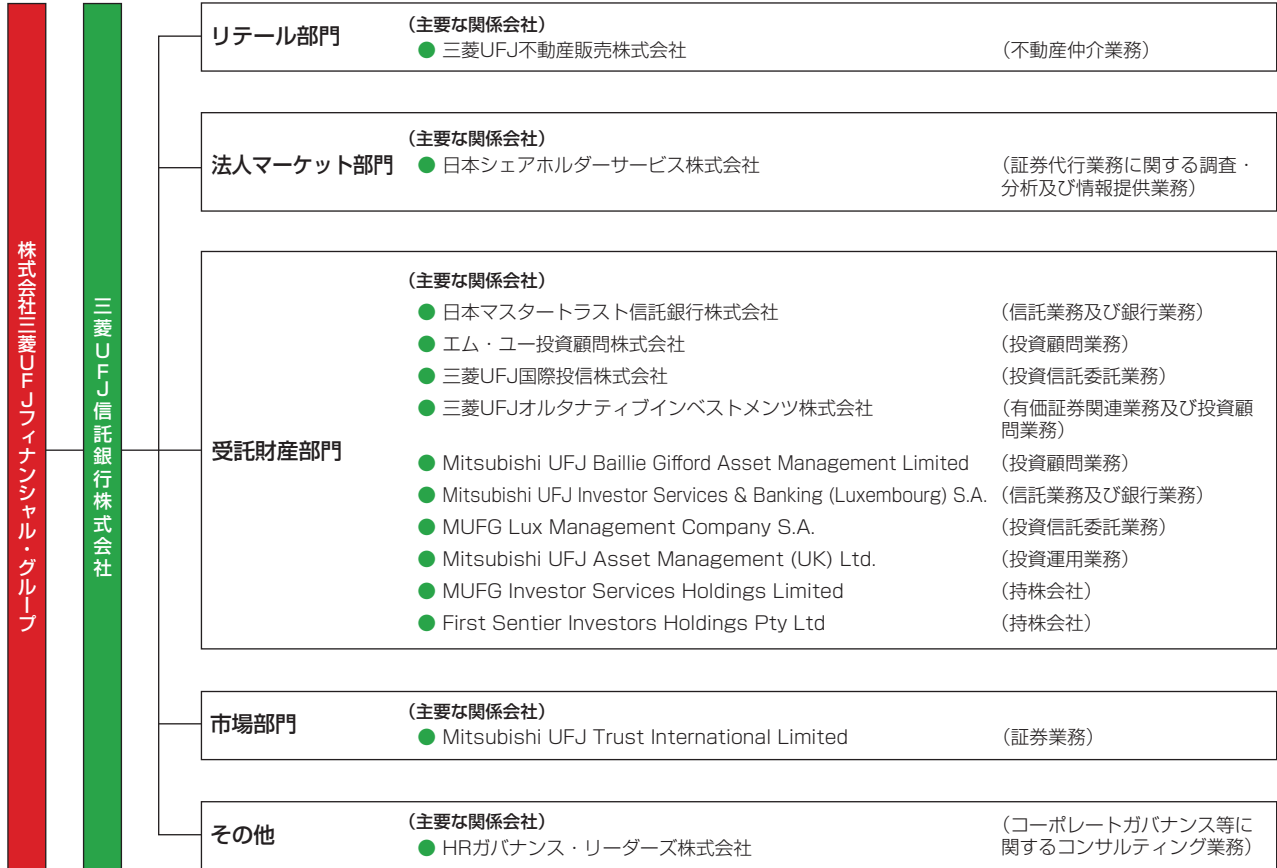 株式会社三菱UFJフィナンシャル・グループ
三菱UFJ信託銀行株式会社
リテール部門
（主要な関係会社）
● 三菱UFJ不動産販売株式会社 （不動産仲介業務）
法人マーケット部門
（主要な関係会社）
● 日本シェアホルダーサービス株式会社 （証券代行業務に関する調査・
分析及び情報提供業務）
受託財産部門
（主要な関係会社）
● 日本マスタートラスト信託銀行株式会社 （信託業務及び銀行業務）
● エム・ユー投資顧問株式会社 （投資顧問業務）
● 三菱UFJ国際投信株式会社 （投資信託委託業務）
● 三菱UFJオルタナティブインベストメンツ株式会社 （有価証券関連業務及び投資顧
問業務）
● Mitsubishi UFJ Baillie Gifford Asset Management Limited （投資顧問業務）
● Mitsubishi UFJ Investor Services & Banking (Luxembourg) S.A. （信託業務及び銀行業務）
● MUFG Lux Management Company S.A. （投資信託委託業務）
● Mitsubishi UFJ Asset Management (UK) Ltd. （投資運用業務）
● MUFG Investor Services Holdings Limited （持株会社）
● First Sentier Investors Holdings Pty Ltd （持株会社）
市場部門
（主要な関係会社）
● Mitsubishi UFJ Trust International Limited （証券業務）
その他
（主要な関係会社）
● HRガバナンス・リーダーズ株式会社 （コーポレートガバナンス等に
関するコンサルティング業務）